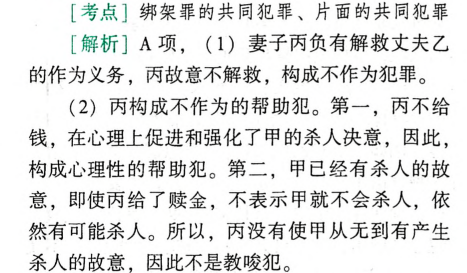 [考点] 绑架罪的共同犯罪、片面的共同犯罪
[解析] A 项，（1）妻子丙负有解救丈夫乙
的作为义务，丙故意不解救，构成不作为犯罪。
（2）丙构成不作为的帮助犯。第一，丙不给
钱，在心理上促进和强化了甲的杀人决意，因此，
构成心理性的帮助犯。第二，甲已经有杀人的故
意，即使丙给了赎金，不表示甲就不会杀人，依
然有可能杀人。所以，丙没有使甲从无到有产生
杀人的故意，因此不是教唆犯。